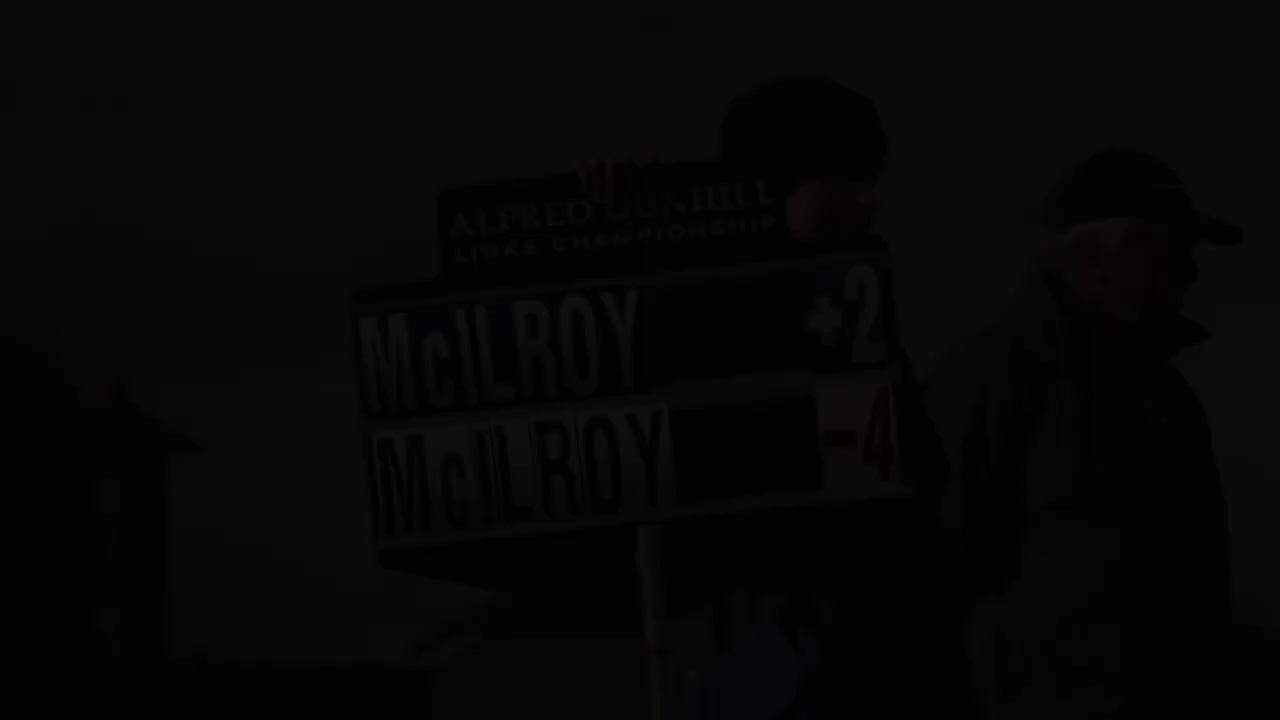 ALFRED DUNHILL
LINKS CHAMPIONSHIP
McILROY +2
McILROY -4